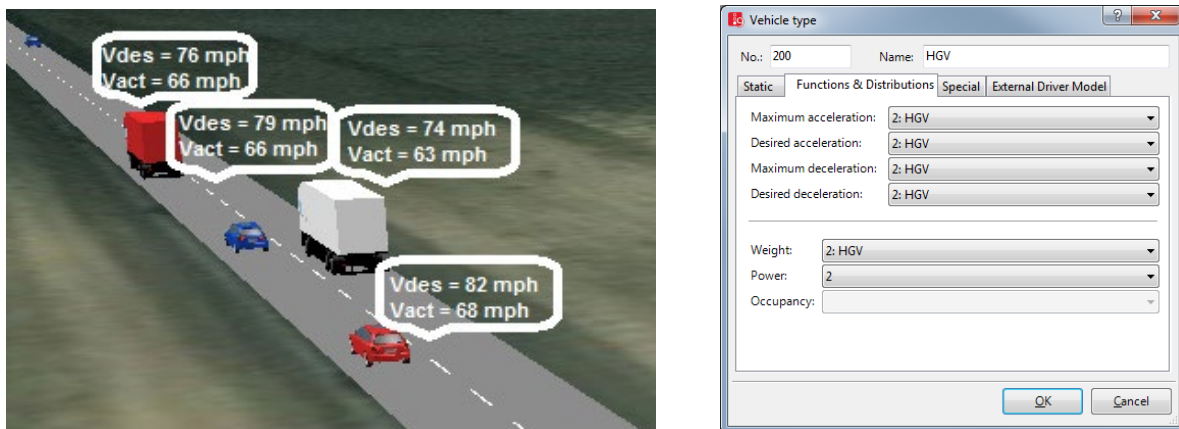 Vdes = 76 mph
Vact = 66 mph
Vdes = 79 mph
Vact = 66 mph
Vdes = 74 mph
Vact = 63 mph
Vdes = 82 mph
Vact = 68 mph
Vehicle type
No.: 200 Name: HGV
Static Functions & Distributions Special External Driver Model
Maximum acceleration: 2: HGV
Desired acceleration: 2: HGV
Maximum deceleration: 2: HGV
Desired deceleration: 2: HGV
Weight: 2: HGV
Power: 2
Occupancy:
OK Cancel